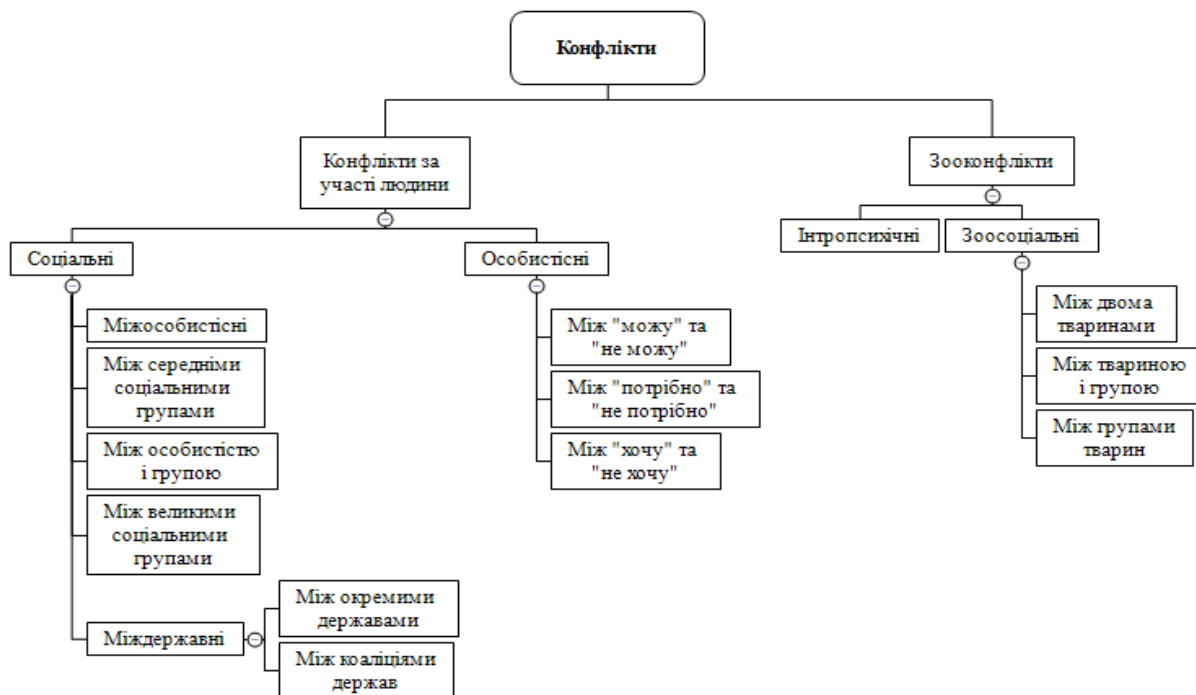 Конфлікти
Конфлікти за
участі людини
Зооконфлікти
Інтропсихічні
Зоосоціальні
Соціальні
Особистісні
Міжособистісні
Між середніми
соціальними
групами
Між особистістю
і групою
Між великими
соціальними
групами
Міждержавні
Між окремими
державами
Між коаліціями
держав
Між "можу" та
"не можу"
Між "потрібно" та
"не потрібно"
Між "хочу" та
"не хочу"
Між двома
тваринами
Між твариною
і групою
Між групами
тварин